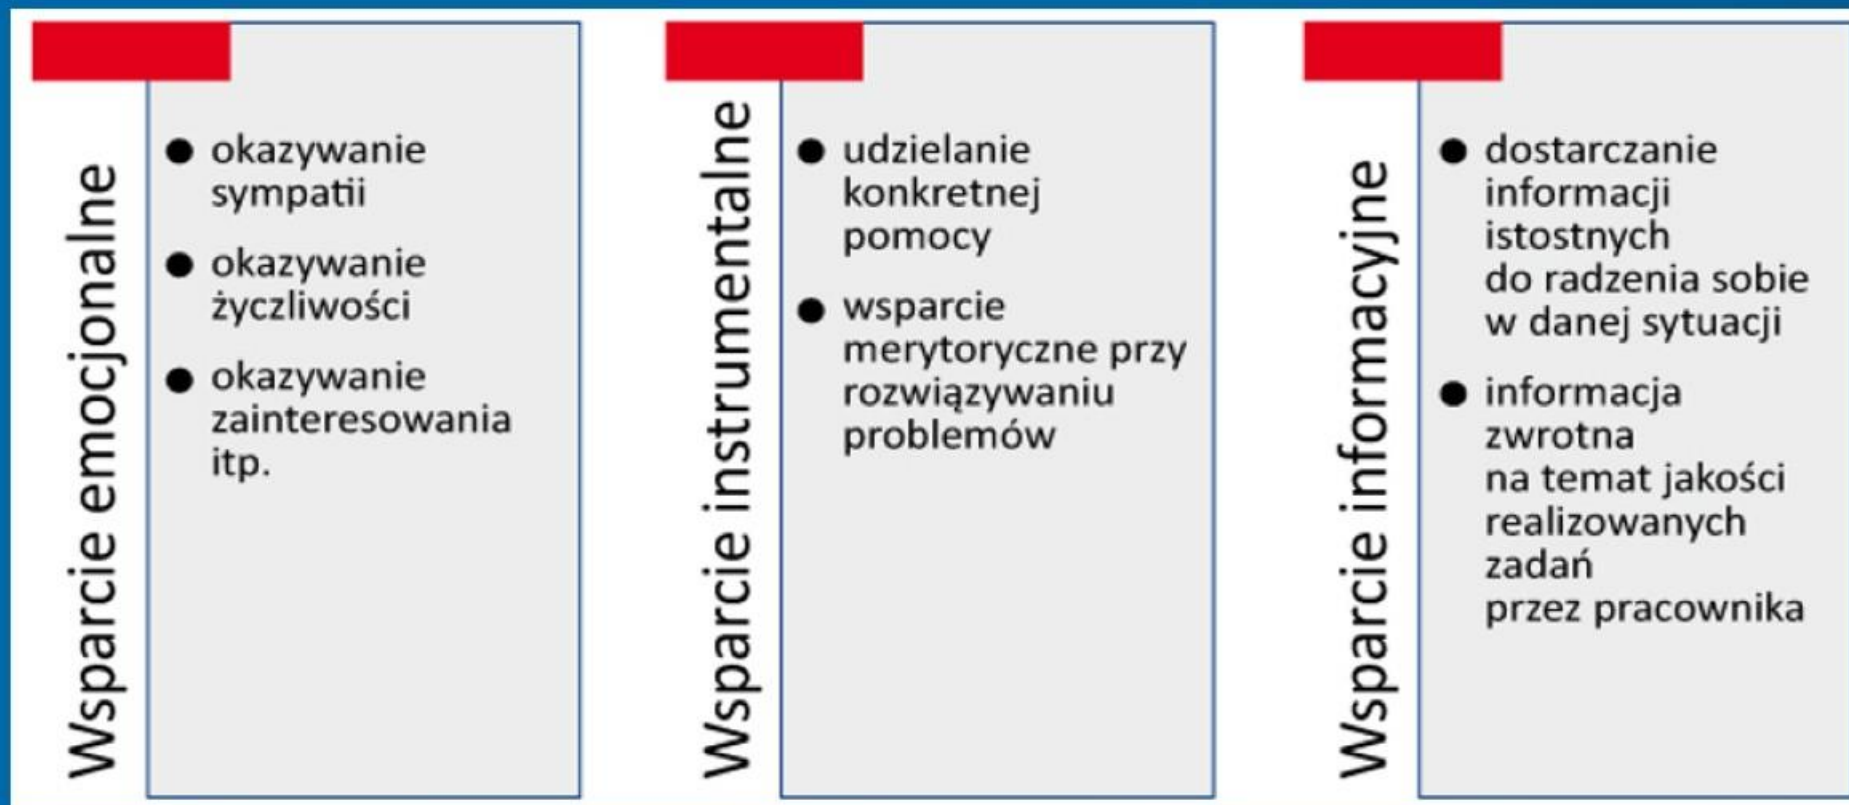 Wsparcie emocjonalne
● okazywanie
sympatii
● okazywanie
życzliwości
● okazywanie
zainteresowania
itp.
Wsparcie instrumentalne
● udzielanie
konkretnej
pomocy
● wsparcie
merytoryczne przy
rozwiązywaniu
problemów
Wsparcie informacyjne
● dostarczanie
informacji
istostnych
do radzenia sobie
w danej sytuacji
● informacja
zwrotna
na temat jakości
realizowanych
zadań
przez pracownika